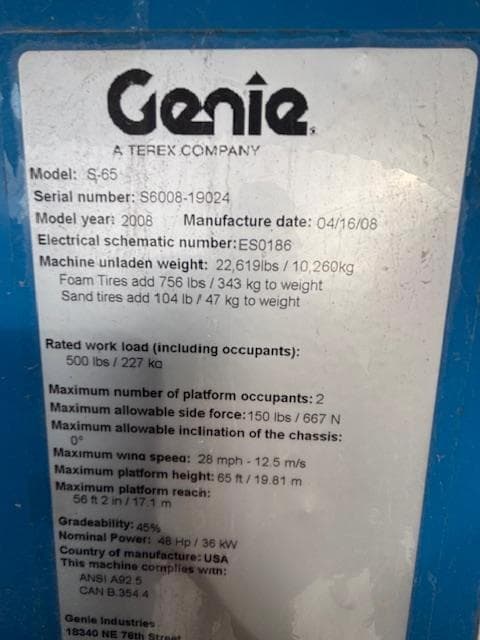 Genie
A TEREX COMPANY
Model: S-65
Serial number: S6008-19024
Model year: 2008 Manufacture date: 04/16/08
Electrical schematic number: ES0186
Machine unladen weight: 22,619lbs / 10,260kg
Foam Tires add 756 lbs / 343 kg to weight
Sand tires add 104 lb / 47 kg to weight
Rated work load (including occupants):
500 lbs / 227 kg
Maximum number of platform occupants: 2
Maximum allowable side force: 150 lbs / 667 N
Maximum allowable inclination of the chassis:
0°
Maximum wind speed: 28 mph - 12.5 m/s
Maximum platform height: 65 ft / 19.81 m
Maximum platform reach:
56 ft 2 in / 17.1 m
Gradeability: 45%
Nominal Power: 48 Hp / 36 kW
Country of manufacture: USA
This machine complies with:
ANSI A92.5
CAN B.354.4
Genie Industries
18340 NE 76th Street